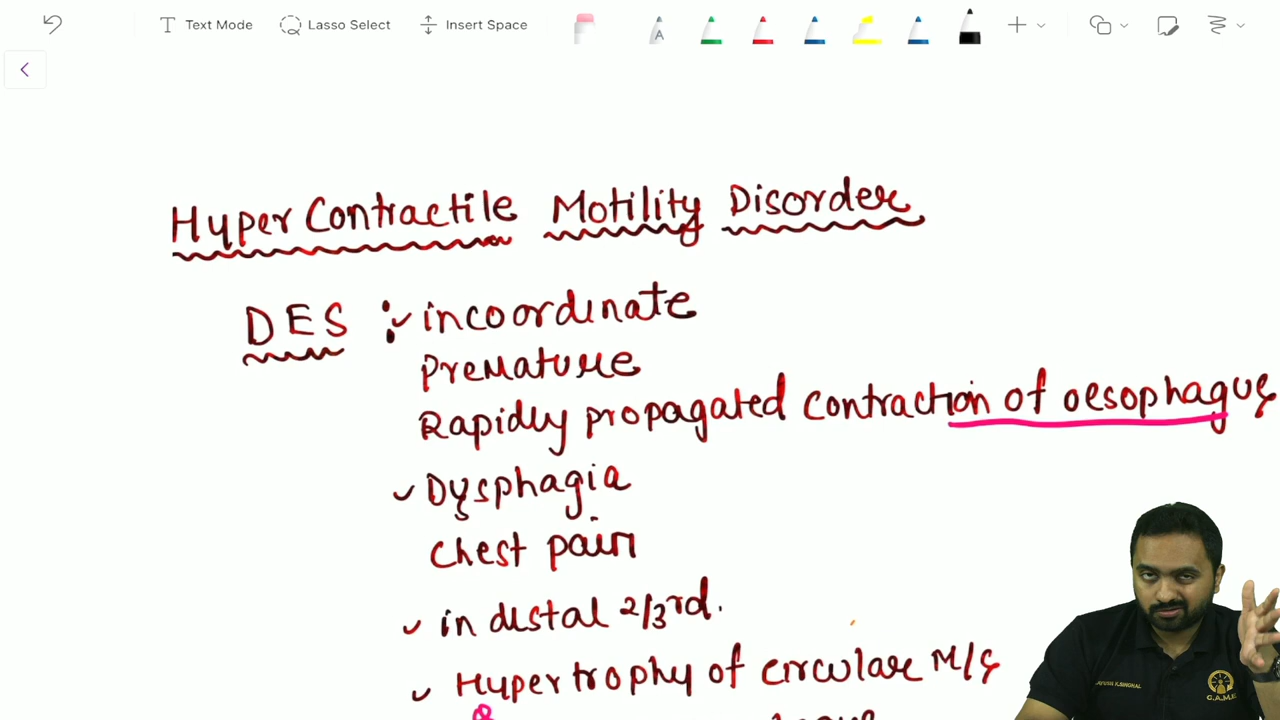 Text Mode
Lasso Select
Insert Space
A
Hyper Contractile Motility Disorder
DES : incoordinate
Premature
Rapidly propagated contraction of oesophagus
Dysphagia
Chest pain
in distal 2/3rd.
Hypertrophy of circular M/s
G.A.M.E